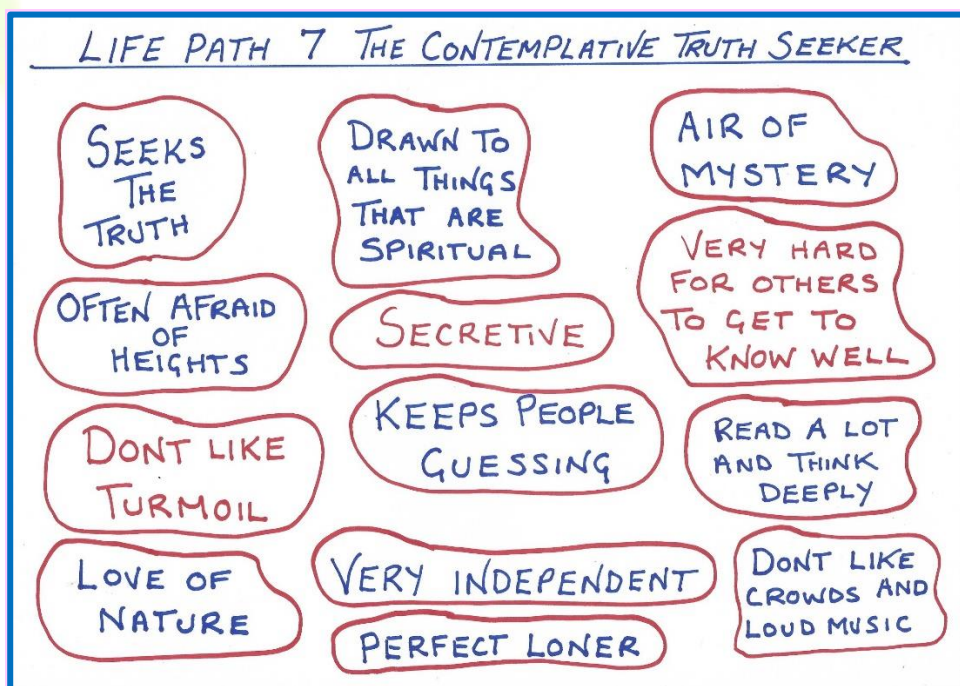 LIFE PATH 7 THE CONTEMPLATIVE TRUTH SEEKER
SEEKS
THE
TRUTH
DRAWN TO
ALL THINGS
THAT ARE
SPIRITUAL
AIR OF
MYSTERY
OFTEN AFRAID
OF
HEIGHTS
SECRETIVE
VERY HARD
FOR OTHERS
TO GET TO
KNOW WELL
DONT LIKE
TURMOIL
KEEPS PEOPLE
GUESSING
READ A LOT
AND THINK
DEEPLY
LOVE OF
NATURE
VERY INDEPENDENT
PERFECT LONER
DONT LIKE
CROWDS AND
LOUD MUSIC